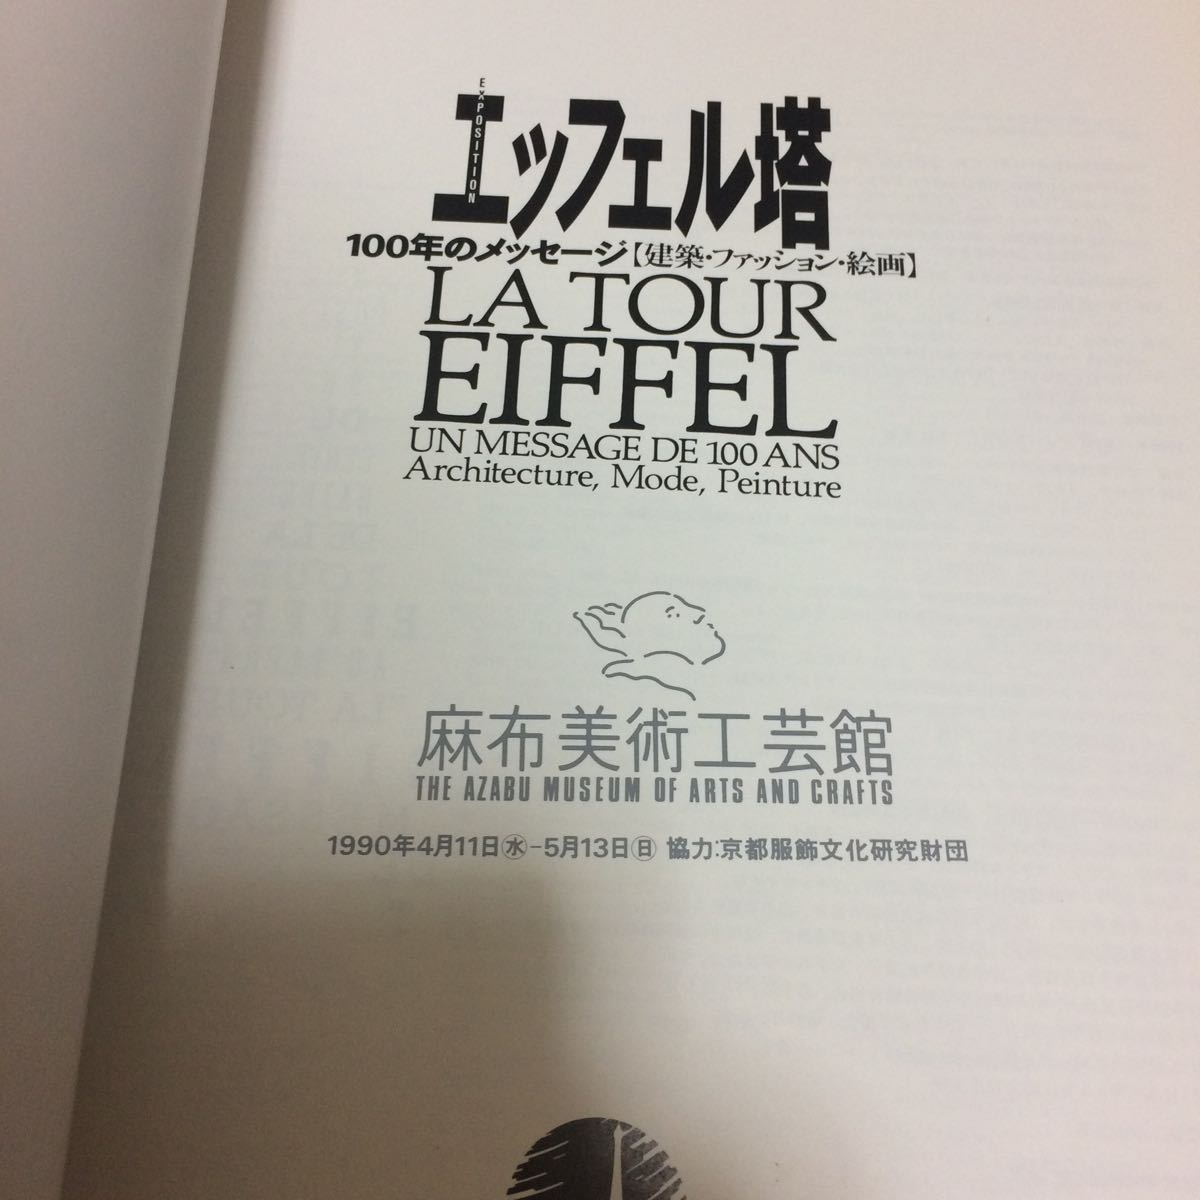 EXPOSITION
エッフェル塔
100年のメッセージ【建築・ファッション・絵画】
LA TOUR
EIFFEL
UN MESSAGE DE 100 ANS
Architecture, Mode, Peinture
麻布美術工芸館
THE AZABU MUSEUM OF ARTS AND CRAFTS
1990年4月11日㊌-5月13日㊐ 協力:京都服飾文化研究財団